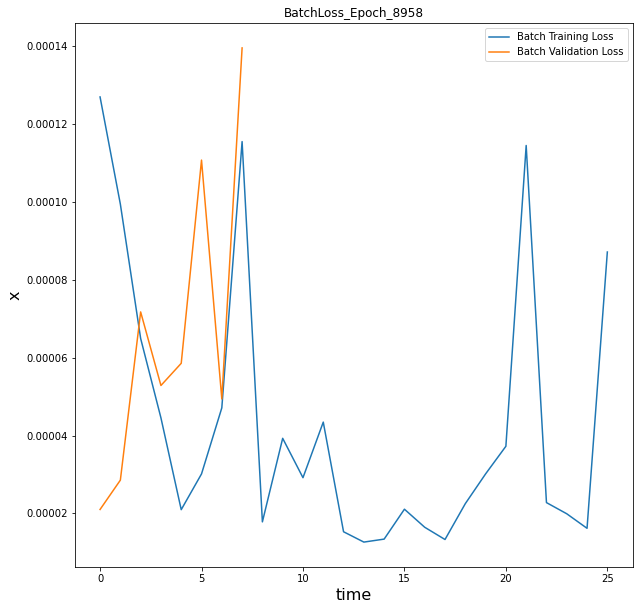 BatchLoss_Epoch_8958
Batch Training Loss
Batch Validation Loss
0.00014
0.00012
0.00010
0.00008
0.00006
0.00004
0.00002
x
0 5 10 15 20 25
time